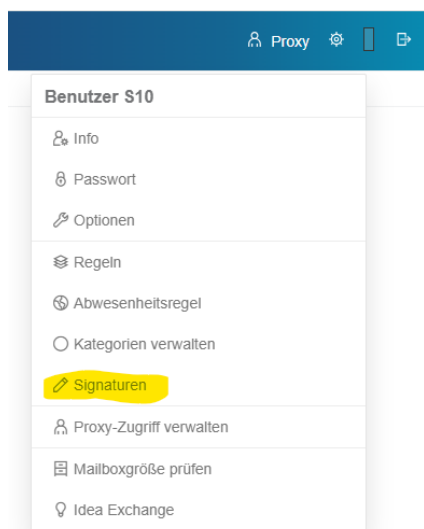 Proxy
Benutzer S10
Info
Passwort
Optionen
Regeln
Abwesenheitsregel
Kategorien verwalten
Signaturen
Proxy-Zugriff verwalten
Mailboxgröße prüfen
Idea Exchange